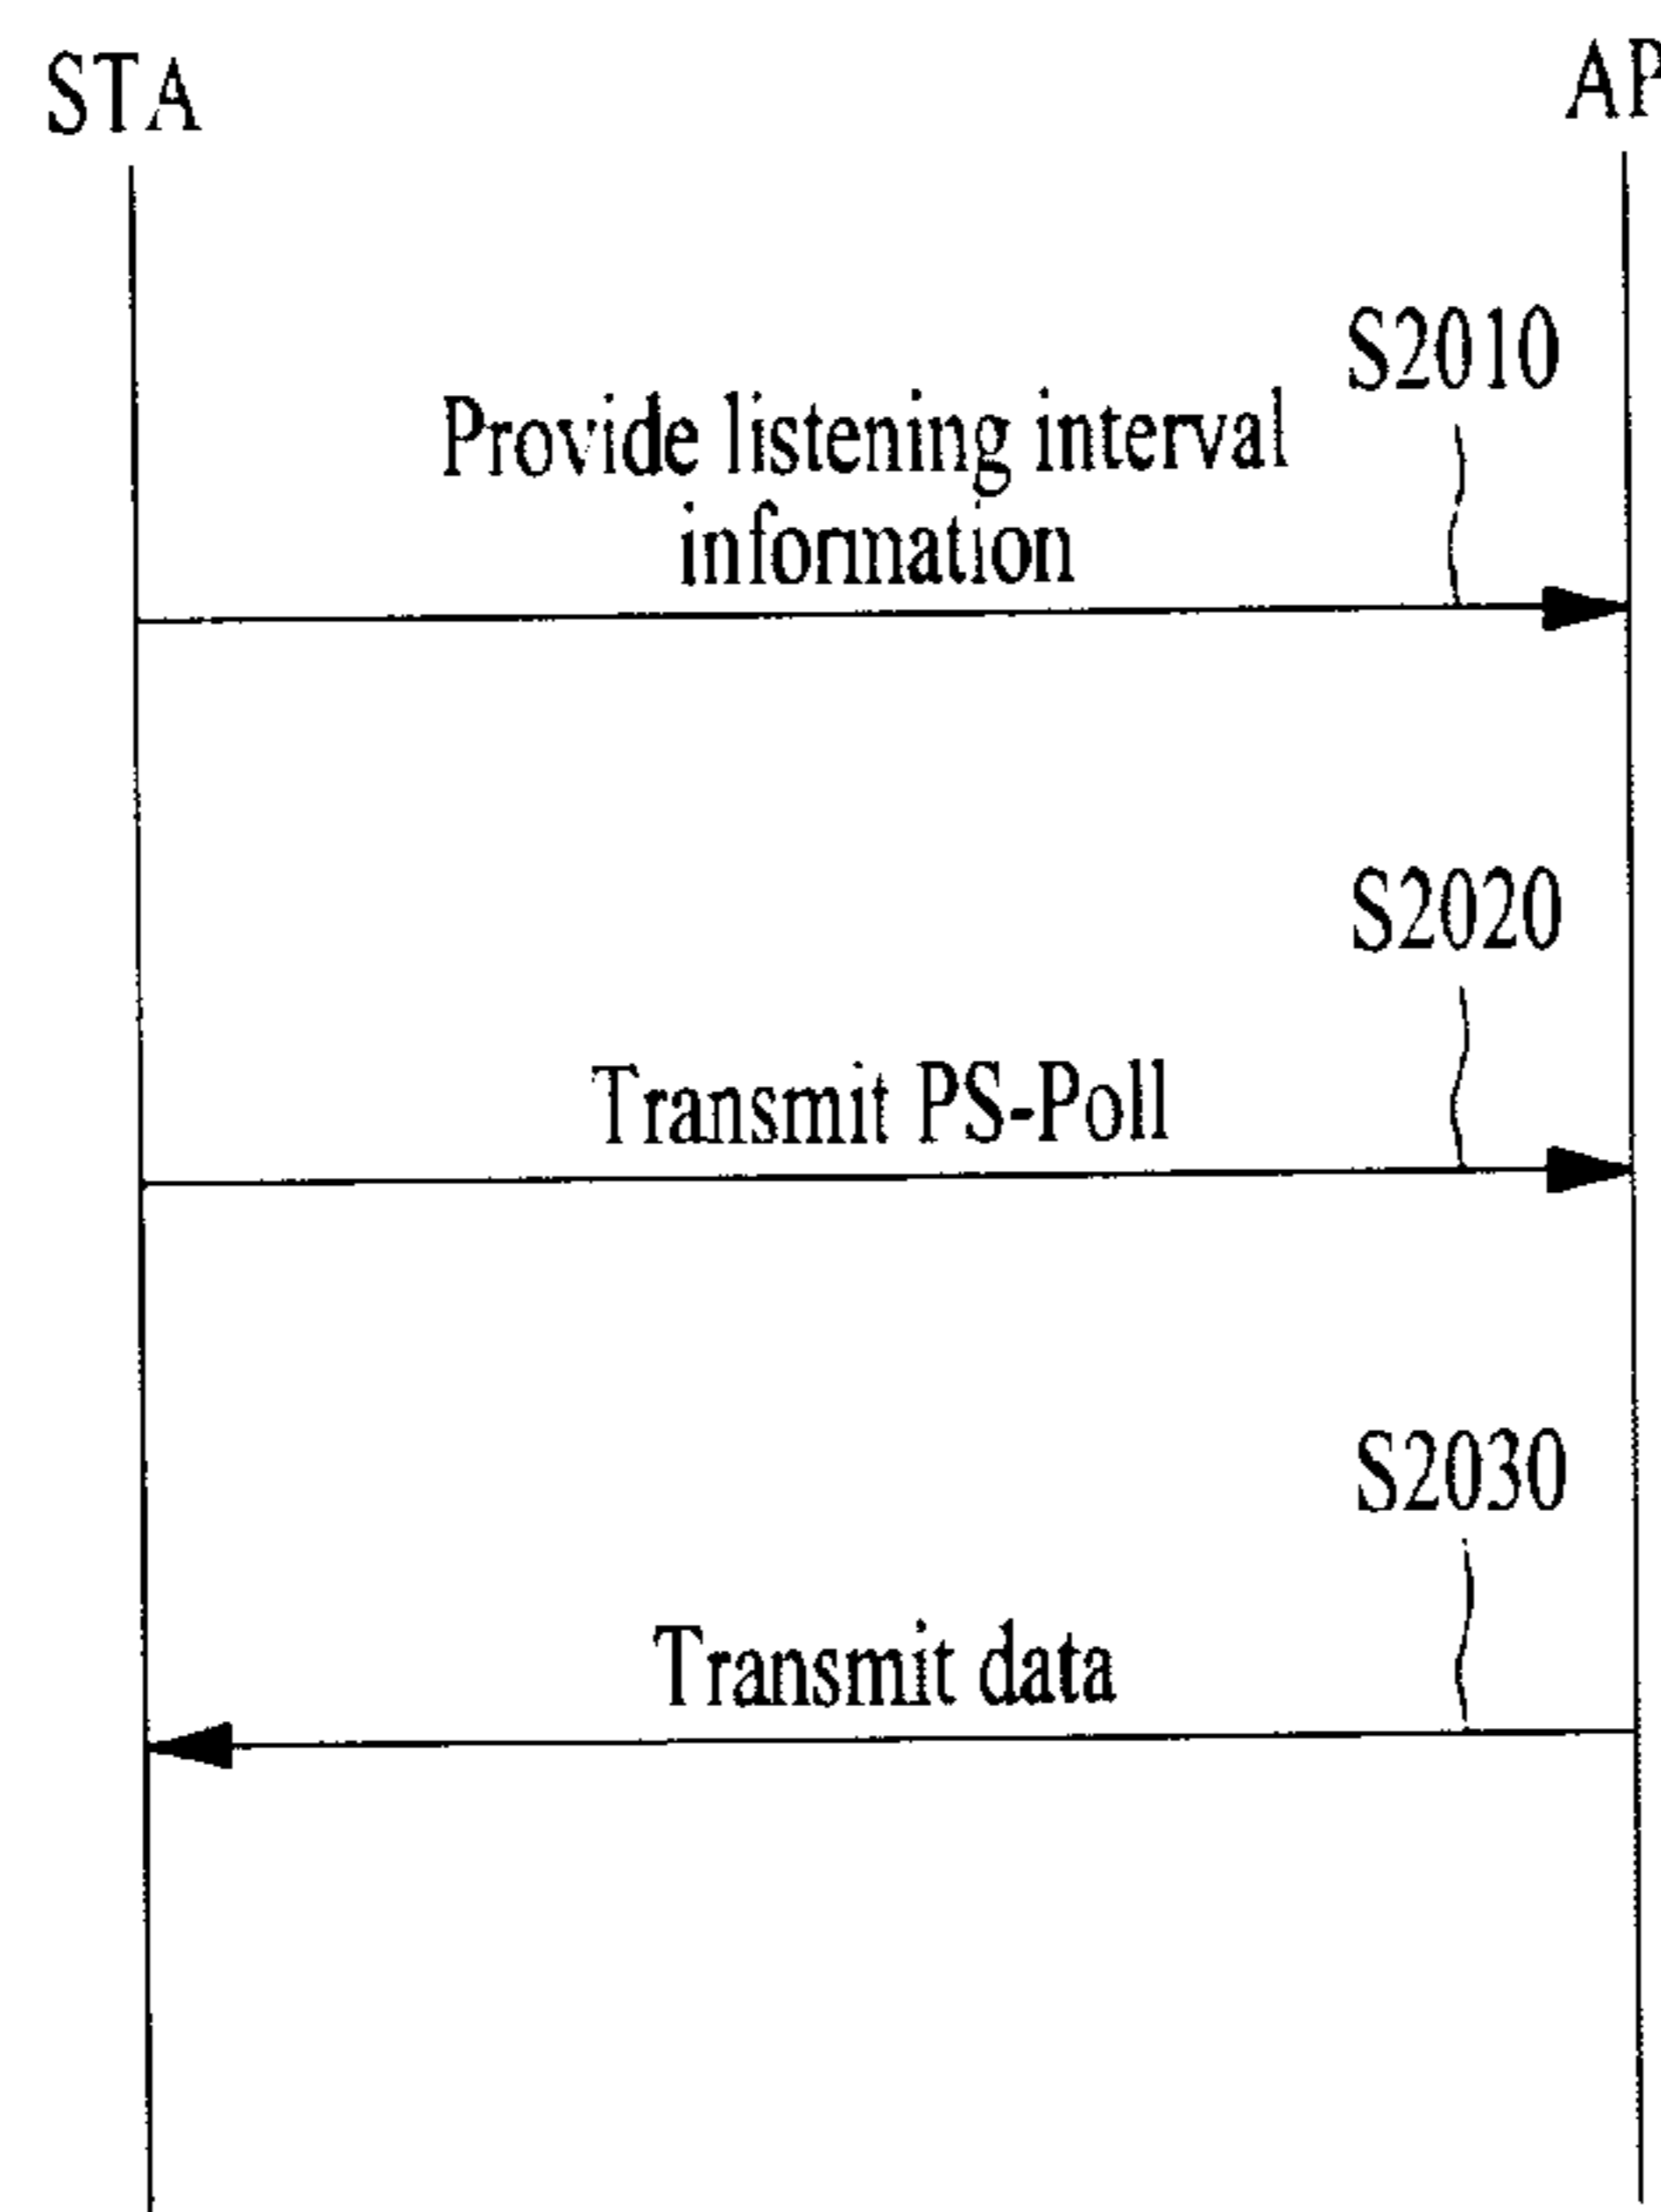 STA
AP
S2010
Provide listening interval
information
S2020
Transmit PS-Poll
S2030
Transmit data